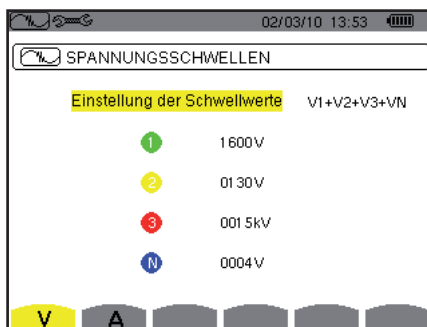 02/03/10 13:53
SPANNUNGSSCHWELLEN
Einstellung der Schwellwerte V1+V2+V3+VN
1 1600V
2 0130V
3 0015kV
N 0004V
V A